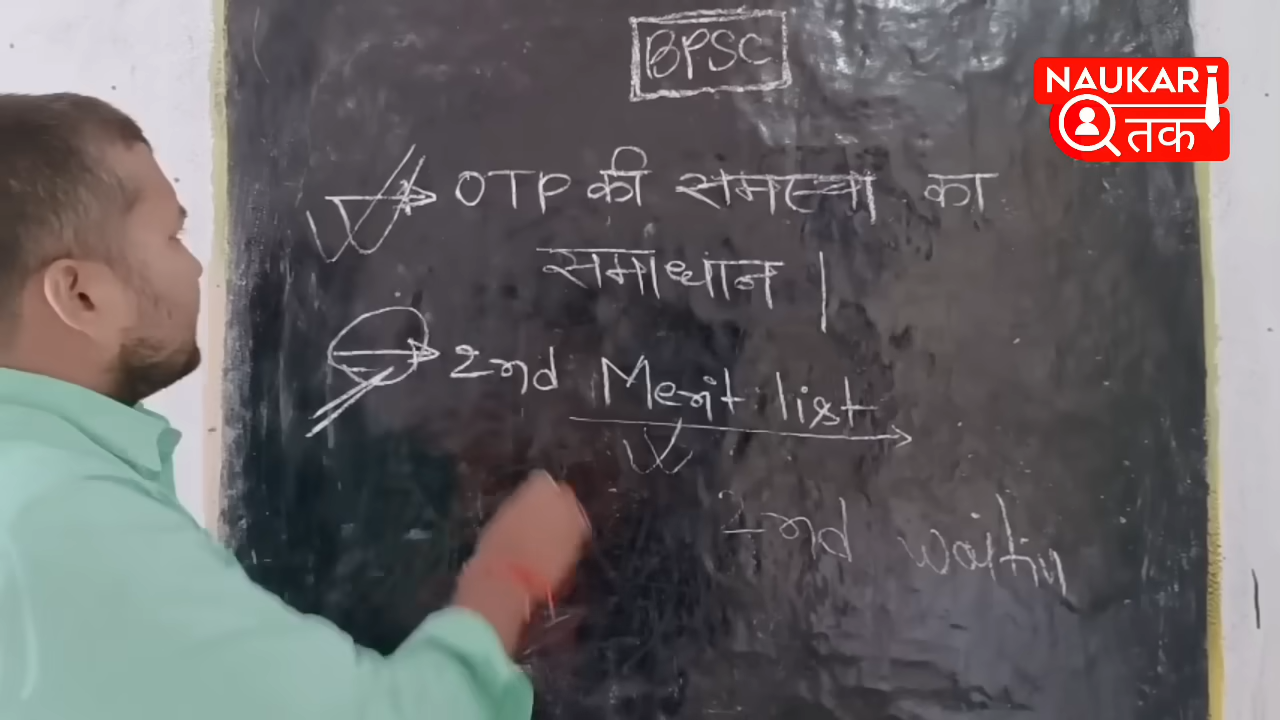 BPSC
NAUKARI
तक
OTP की समस्या का
समाधान |
2nd Merit list
2nd waitin